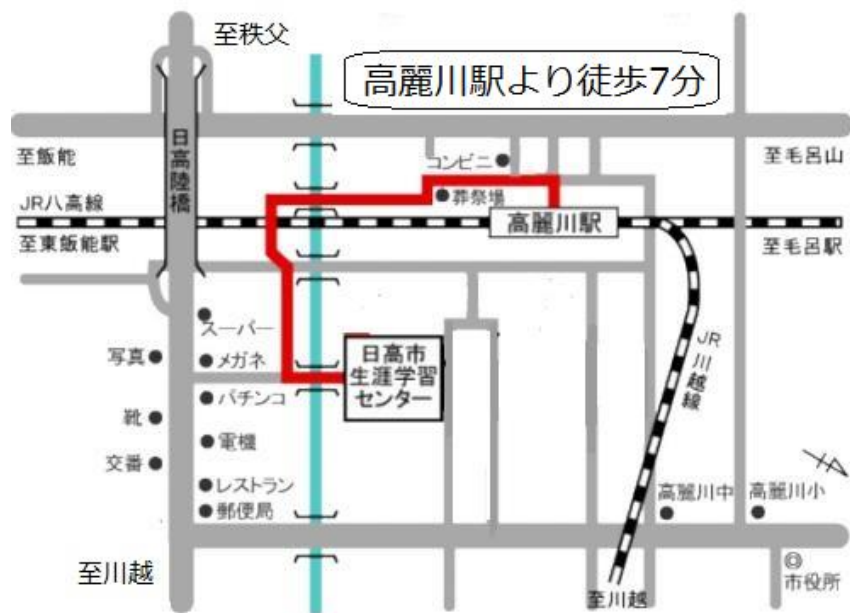 至秩父
高麗川駅より徒歩7分
日高陸橋
至飯能
コンビニ
至毛呂山
葬祭場
JR八高線
高麗川駅
至東飯能駅
至毛呂駅
スーパー
写真
メガネ
日高市
生涯学習
センター
JR川越線
パチンコ
靴
電機
交番
レストラン
郵便局
高麗川中
高麗川小
至川越
至川越
市役所